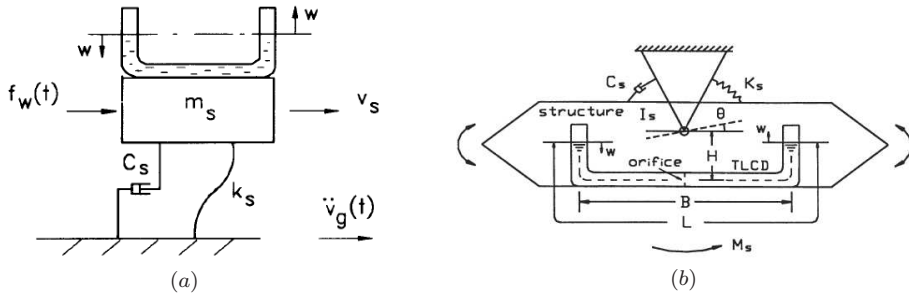 w
w
f_w(t)
m_s
v_s
C_s
k_s
v̈_g(t)
(a)
C_s
K_s
structure I_s
θ
w
w
H
orifice
TLCD
B
L
M_s
(b)